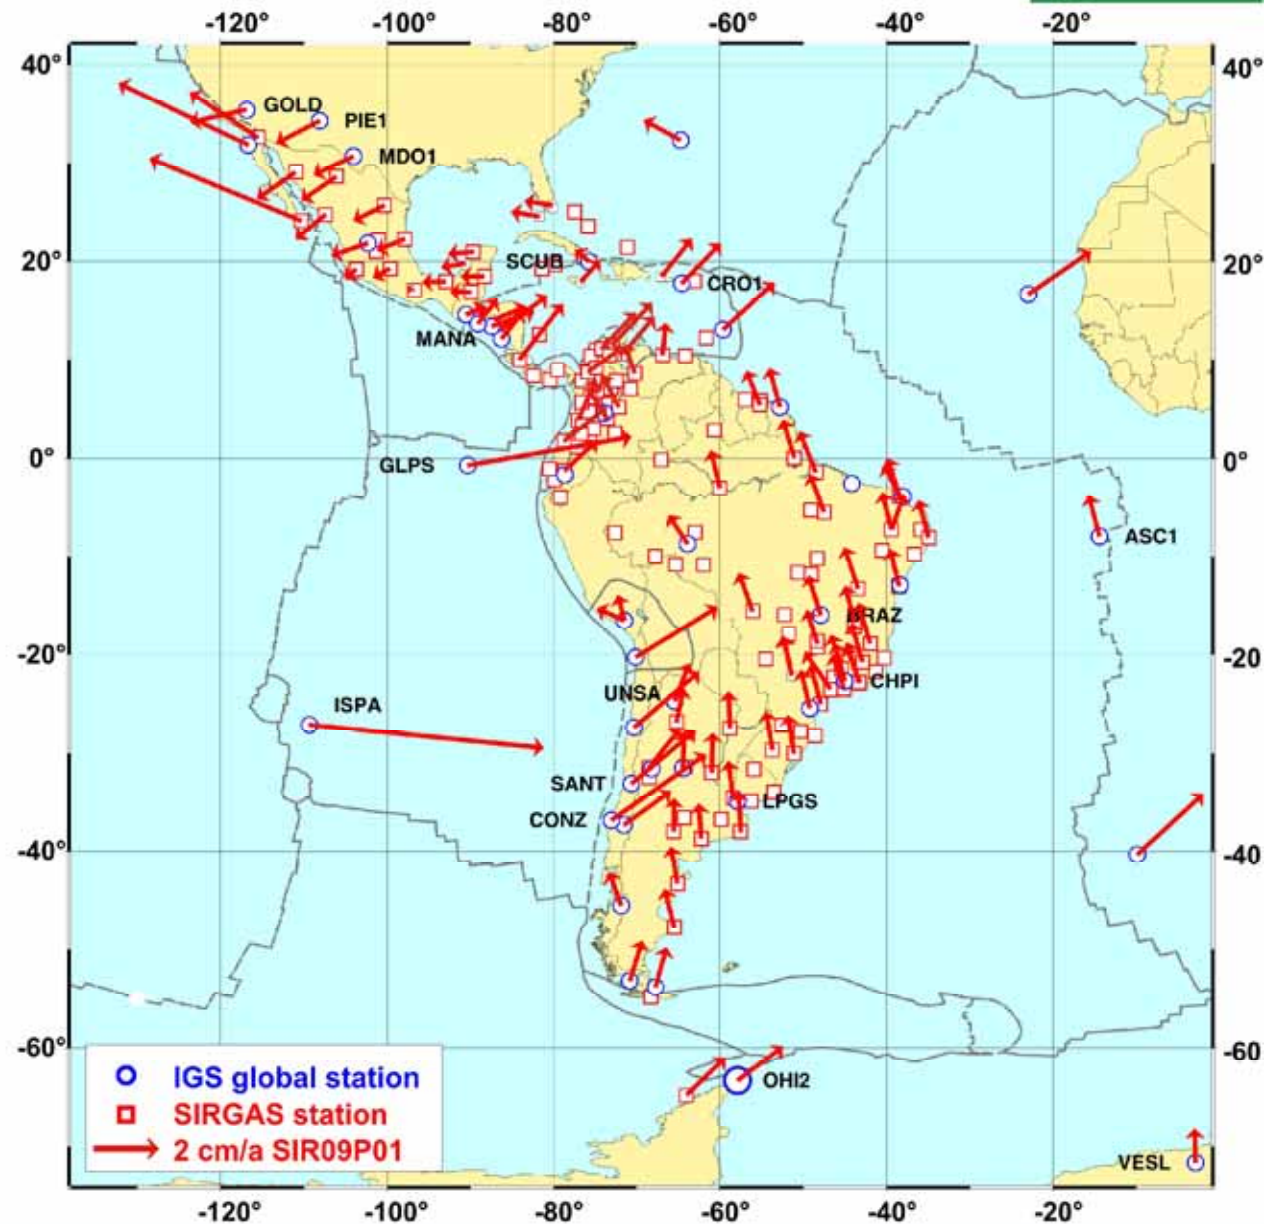 -120° -100° -80° -60° -40° -20°
40° 40°
GOLD
PIE1
MDO1
20° 20°
SCUB
CRO1
MANA
0° 0°
GLPS
ASC1
BRAZ
-20° -20
UNSA CHPI
ISPA
SANT
LPGS
CONZ
-40° -40
-60° -60
IGS global station
OHI2
SIRGAS station
2 cm/a SIR09P01
VESL
-120° -100° -80° -60° -40° -20°